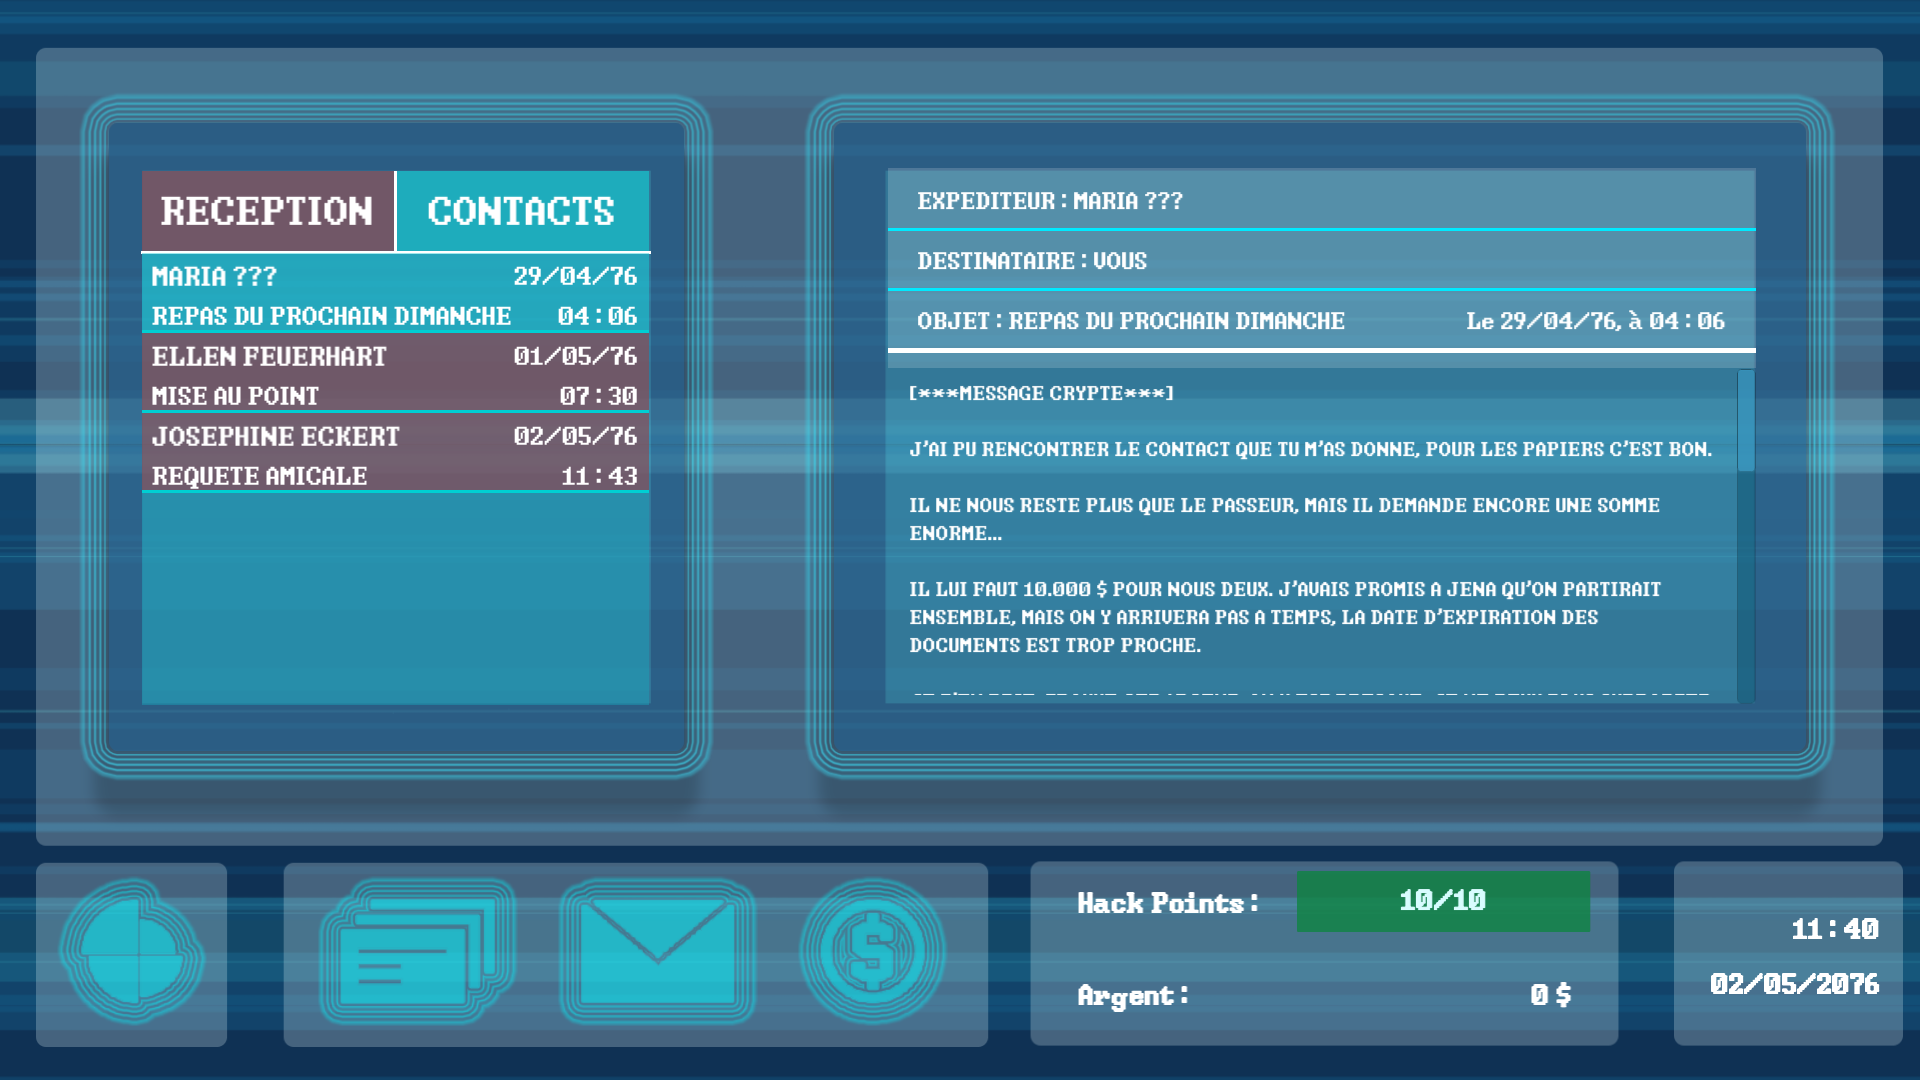 RECEPTION CONTACTS
MARIA ??? 29/04/76
REPAS DU PROCHAIN DIMANCHE 04:06
ELLEN FEUERHART 01/05/76
MISE AU POINT 07:30
JOSEPHINE ECKERT 02/05/76
REQUETE AMICALE 11:43
EXPEDITEUR : MARIA ???
DESTINATAIRE : VOUS
OBJET : REPAS DU PROCHAIN DIMANCHE Le 29/04/76, à 04:06
[***MESSAGE CRYPTE***]
J'AI PU RENCONTRER LE CONTACT QUE TU M'AS DONNE, POUR LES PAPIERS C'EST BON.
IL NE NOUS RESTE PLUS QUE LE PASSEUR, MAIS IL DEMANDE ENCORE UNE SOMME
ENORME...
IL LUI FAUT 10.000 $ POUR NOUS DEUX. J'AVAIS PROMIS A JENA QU'ON PARTIRAIT
ENSEMBLE, MAIS ON Y ARRIVERA PAS A TEMPS, LA DATE D'EXPIRATION DES
DOCUMENTS EST TROP PROCHE.
Hack Points: 10/10
Argent: 0 $
11:40
02/05/2076